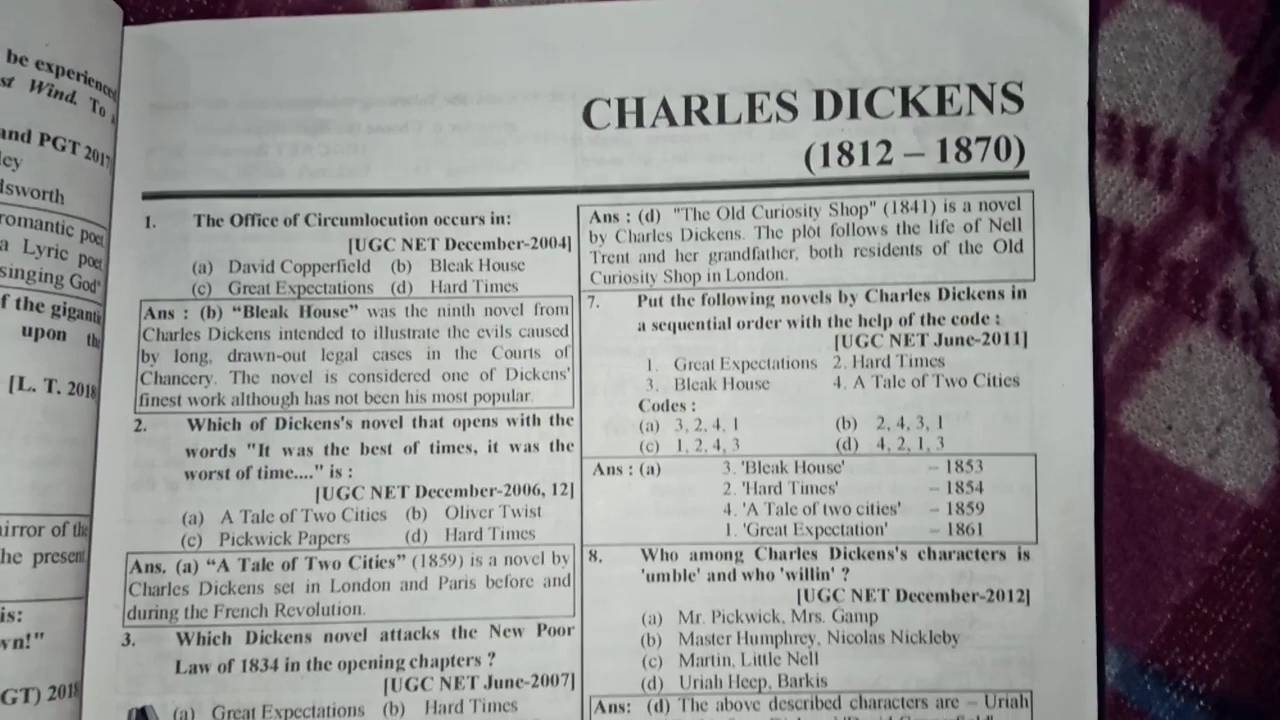 be experienced
st Wind. To
and PGT 2017
ley
dsworth
romantic poet
a Lyric poet
singing God"
f the gigantic
upon the
[L. T. 2018
irror of the
he present
is:
wn!"
GT) 2018
CHARLES DICKENS
(1812 – 1870)
1. The Office of Circumlocution occurs in:
[UGC NET December-2004]
(a) David Copperfield (b) Bleak House
(c) Great Expectations (d) Hard Times
Ans : (b) “Bleak House” was the ninth novel from
Charles Dickens intended to illustrate the evils caused
by long, drawn-out legal cases in the Courts of
Chancery. The novel is considered one of Dickens'
finest work although has not been his most popular.
2. Which of Dickens's novel that opens with the
words "It was the best of times, it was the
worst of time...." is :
[UGC NET December-2006, 12]
(a) A Tale of Two Cities (b) Oliver Twist
(c) Pickwick Papers (d) Hard Times
Ans. (a) “A Tale of Two Cities” (1859) is a novel by
Charles Dickens set in London and Paris before and
during the French Revolution.
3. Which Dickens novel attacks the New Poor
Law of 1834 in the opening chapters ?
[UGC NET June-2007]
(a) Great Expectations (b) Hard Times
Ans : (d) "The Old Curiosity Shop" (1841) is a novel
by Charles Dickens. The plot follows the life of Nell
Trent and her grandfather, both residents of the Old
Curiosity Shop in London.
7. Put the following novels by Charles Dickens in
a sequential order with the help of the code :
[UGC NET June-2011]
1. Great Expectations 2. Hard Times
3. Bleak House 4. A Tale of Two Cities
Codes :
(a) 3, 2, 4, 1 (b) 2, 4, 3, 1
(c) 1, 2, 4, 3 (d) 4, 2, 1, 3
Ans : (a) 3. 'Bleak House' – 1853
2. 'Hard Times' – 1854
4. 'A Tale of two cities' – 1859
1. 'Great Expectation' – 1861
8. Who among Charles Dickens's characters is
'umble' and who 'willin' ?
[UGC NET December-2012]
(a) Mr. Pickwick, Mrs. Gamp
(b) Master Humphrey, Nicolas Nickleby
(c) Martin, Little Nell
(d) Uriah Heep, Barkis
Ans: (d) The above described characters are – Uriah